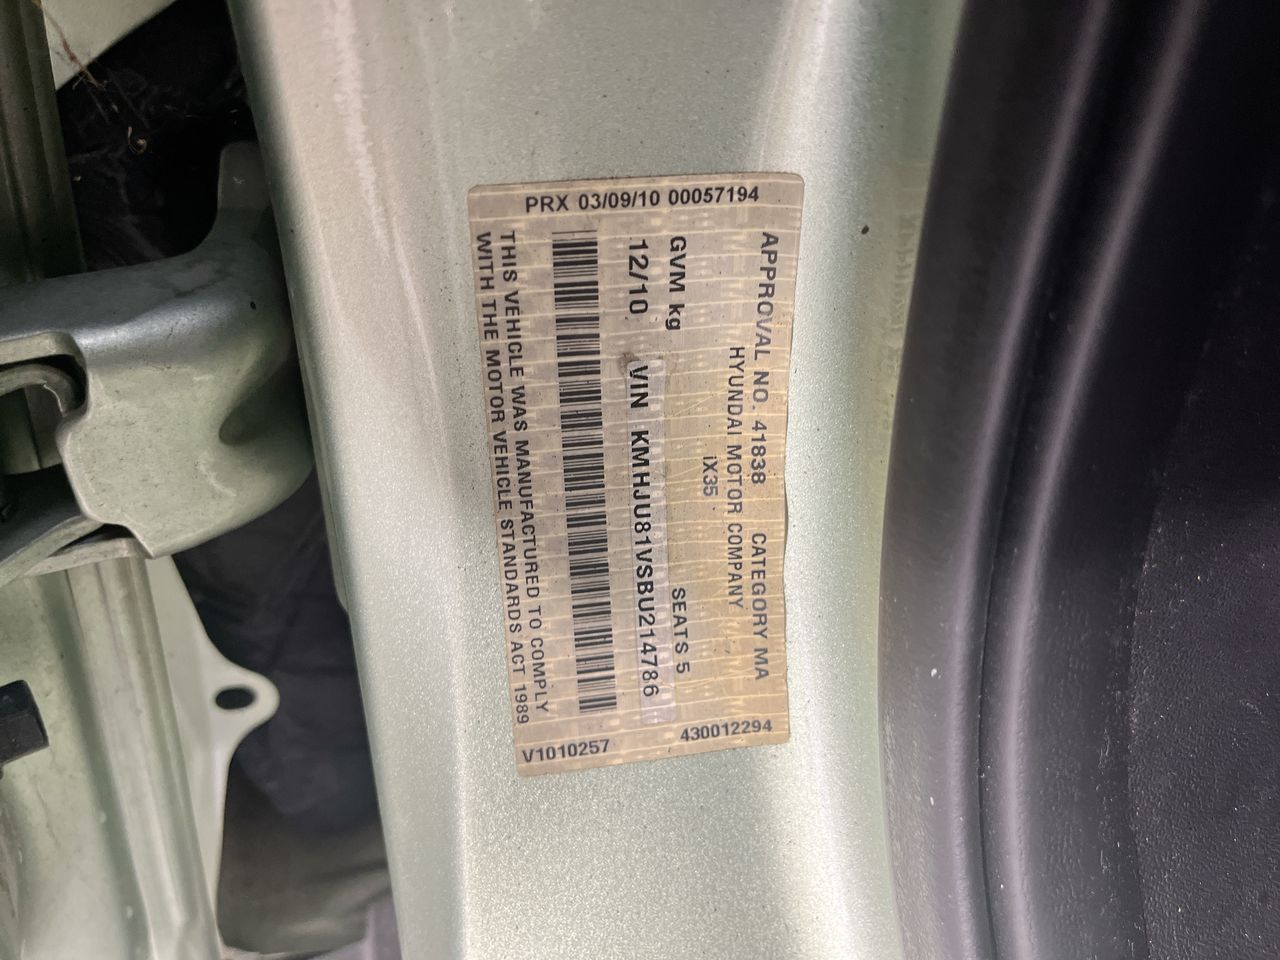 PRX 03/09/10 00057194
APPROVAL NO. 41838 CATEGORY MA
HYUNDAI MOTOR COMPANY
iX35
GVM kg SEATS 5
12/10 VIN KMHJU81VSBU214786
THIS VEHICLE WAS MANUFACTURED TO COMPLY
WITH THE MOTOR VEHICLE STANDARDS ACT 1989
V1010257 430012294